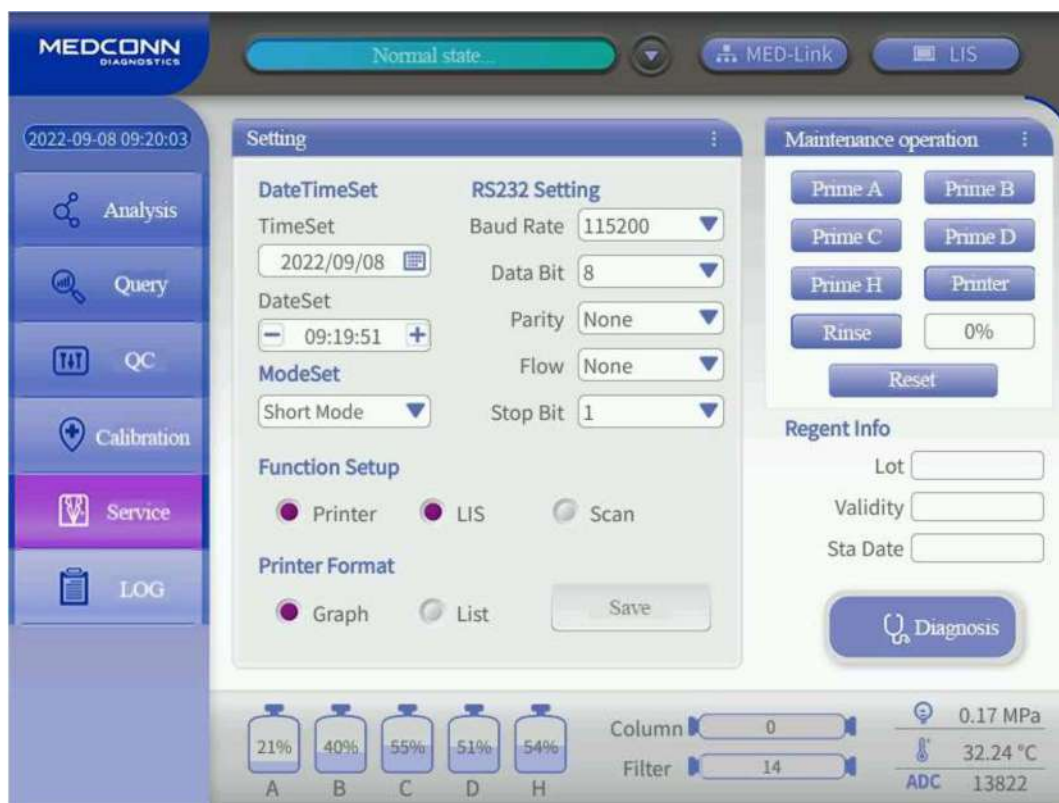 MEDCONN
DIAGNOSTICS
Normal state...
MED-Link
LIS
2022-09-08 09:20:03
Analysis
Query
QC
Calibration
Service
LOG
Setting
DateTimeSet
TimeSet
2022/09/08
DateSet
09:19:51
ModeSet
Short Mode
RS232 Setting
Baud Rate 115200
Data Bit 8
Parity None
Flow None
Stop Bit 1
Function Setup
Printer LIS Scan
Printer Format
Graph List
Save
Maintenance operation
Prime A Prime B
Prime C Prime D
Prime H Printer
Rinse 0%
Reset
Regent Info
Lot
Validity
Sta Date
Diagnosis
21% 40% 55% 51% 54%
A B C D H
Column 0
Filter 14
0.17 MPa
32.24 °C
ADC 13822